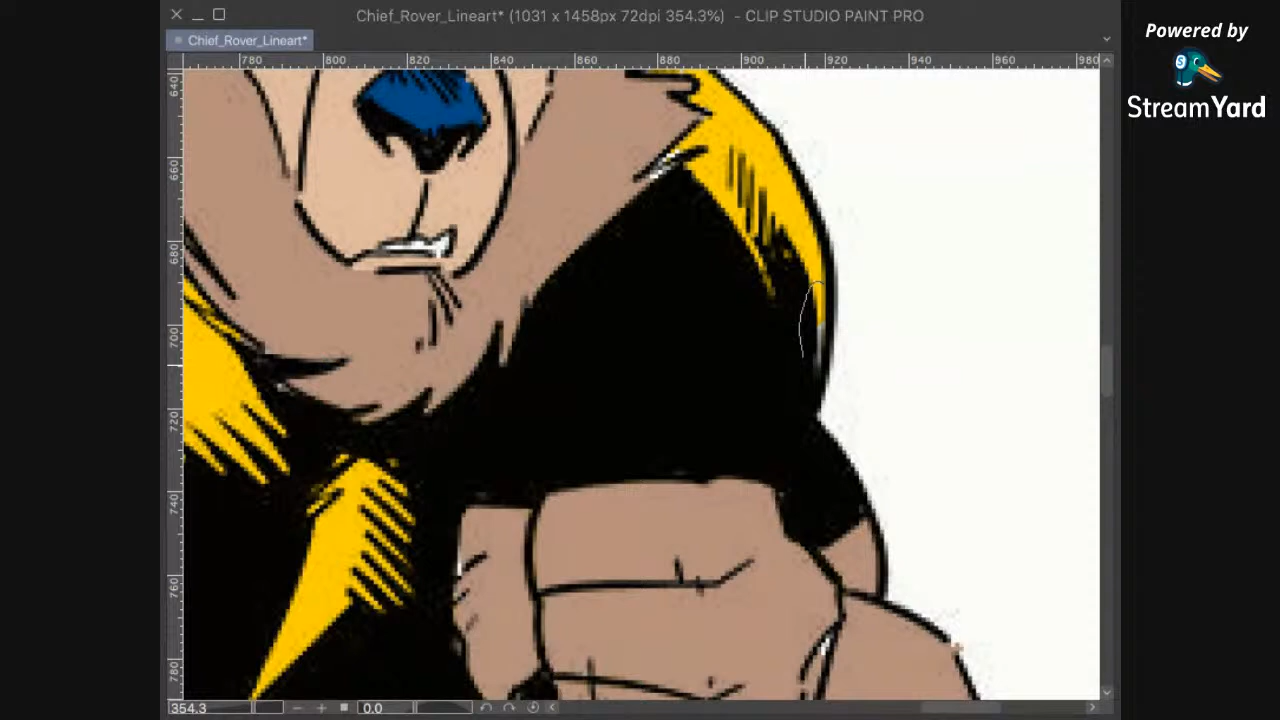 Chief_Rover_Lineart* (1031 x 1458px 72dpi 354.3%) - CLIP STUDIO PAINT PRO
Chief_Rover_Lineart*
780 800 820 840 860 880 900 920 940 960 980
640
660
680
700
720
740
760
780
354.3 0.0
Powered by
StreamYard